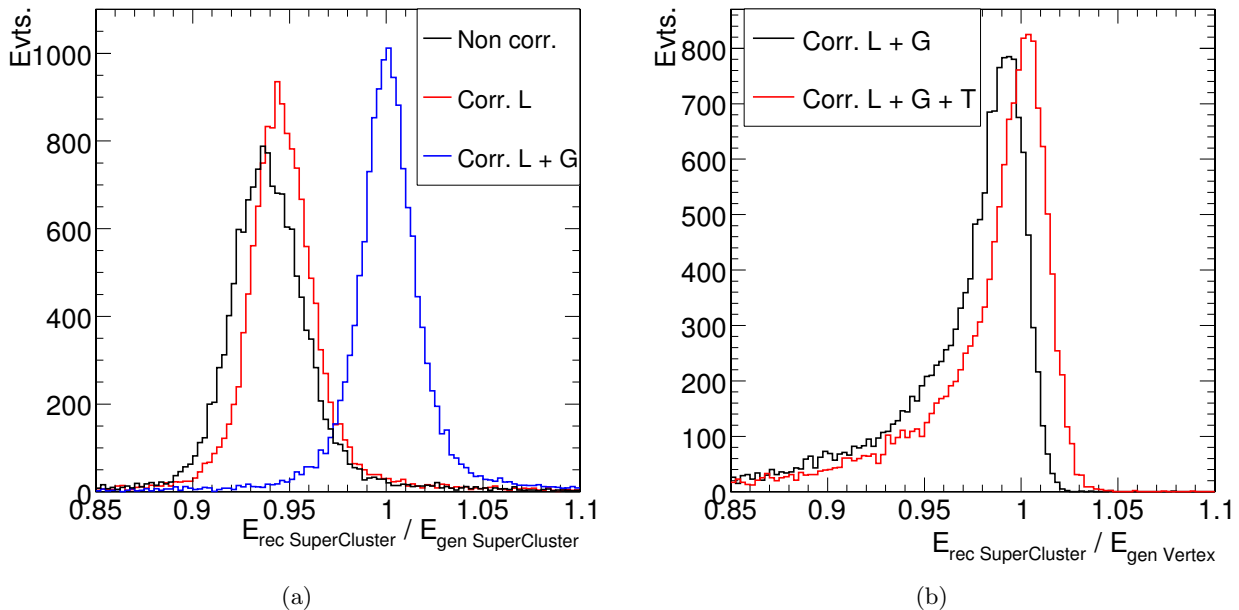 Evts.
1000
800
600
400
200
0
0.85 0.9 0.95 1 1.05 1.1
Non corr.
Corr. L
Corr. L + G
E_rec SuperCluster / E_gen SuperCluster
(a)
Evts.
800
700
600
500
400
300
200
100
0
0.85 0.9 0.95 1 1.05 1.1
Corr. L + G
Corr. L + G + T
E_rec SuperCluster / E_gen Vertex
(b)